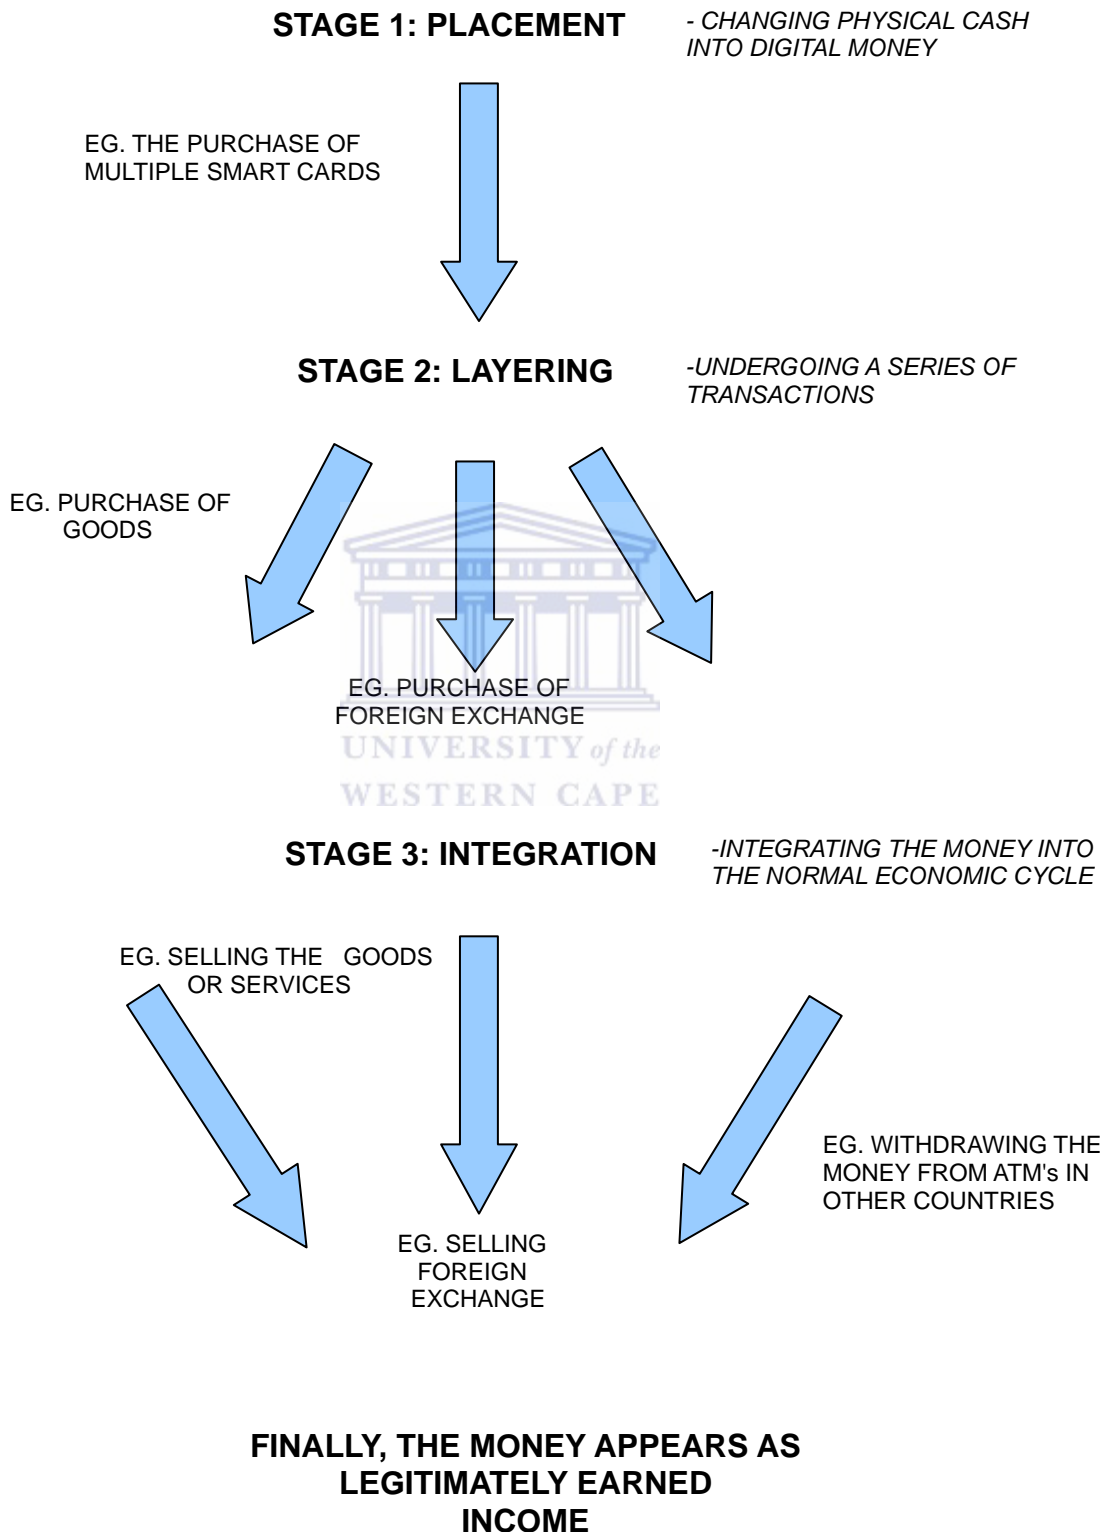 STAGE 1: PLACEMENT
- CHANGING PHYSICAL CASH
INTO DIGITAL MONEY
EG. THE PURCHASE OF
MULTIPLE SMART CARDS
STAGE 2: LAYERING
-UNDERGOING A SERIES OF
TRANSACTIONS
EG. PURCHASE OF
GOODS
EG. PURCHASE OF
FOREIGN EXCHANGE
UNIVERSITY of the
WESTERN CAPE
STAGE 3: INTEGRATION
-INTEGRATING THE MONEY INTO
THE NORMAL ECONOMIC CYCLE
EG. SELLING THE GOODS
OR SERVICES
EG. WITHDRAWING THE
MONEY FROM ATM's IN
OTHER COUNTRIES
EG. SELLING
FOREIGN
EXCHANGE
FINALLY, THE MONEY APPEARS AS
LEGITIMATELY EARNED
INCOME